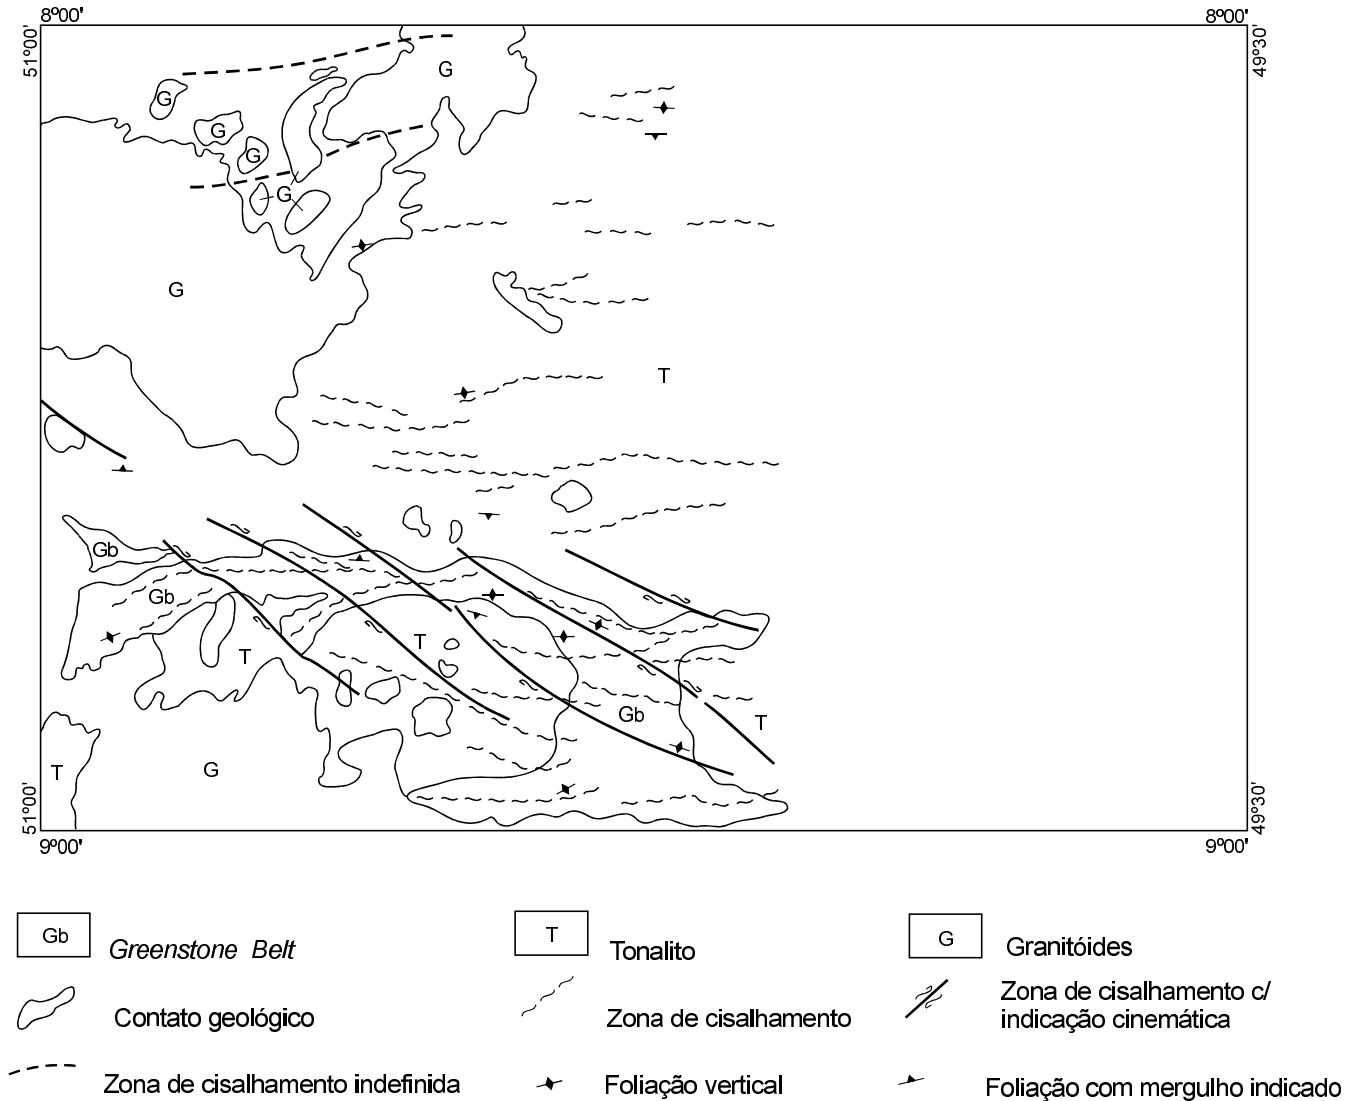 8º00'
8º00'
51º00'
49º30'
G
G
G
G
G
G
T
Gb
Gb
T
T
Gb
T
G
T
51º00'
49º30'
9º00'
9º00'
Gb
Greenstone Belt
T
Tonalito
G
Granitóides
Contato geológico
Zona de cisalhamento
Zona de cisalhamento c/
indicação cinemática
Zona de cisalhamento indefinida
Foliação vertical
Foliação com mergulho indicado